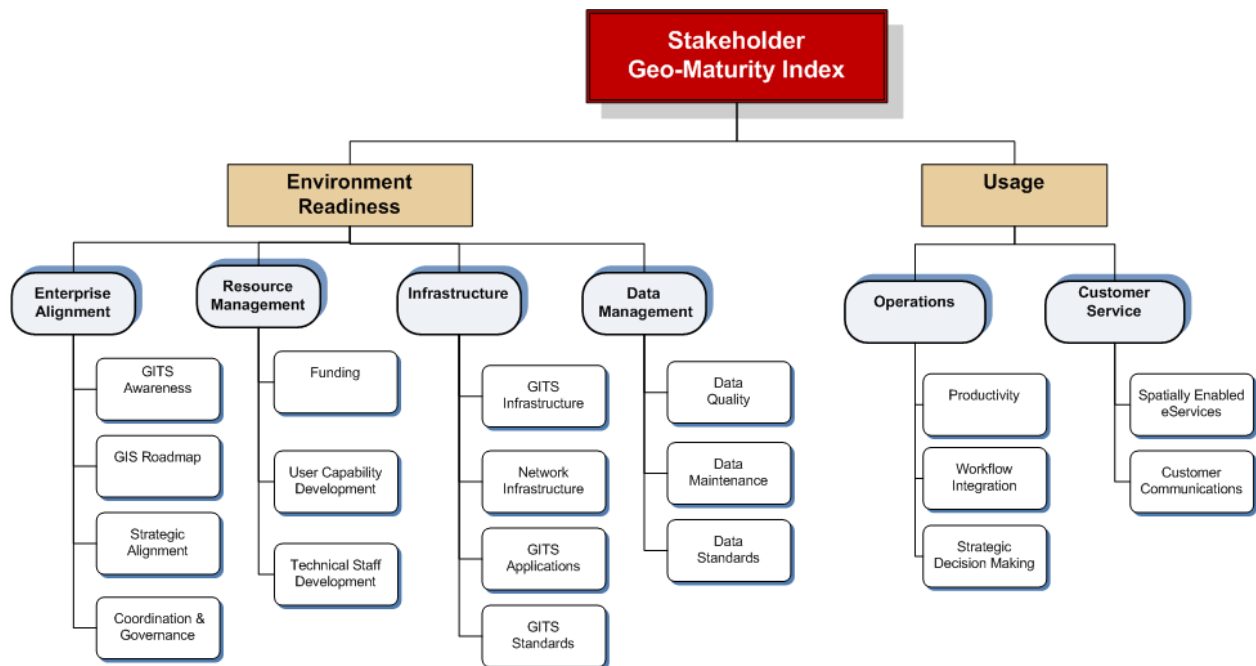 Stakeholder
Geo-Maturity Index
Environment
Readiness
Usage
Enterprise
Alignment
Resource
Management
Infrastructure
Data
Management
Operations
Customer
Service
GITS
Awareness
GIS Roadmap
Strategic
Alignment
Coordination &
Governance
Funding
User Capability
Development
Technical Staff
Development
GITS
Infrastructure
Network
Infrastructure
GITS
Applications
GITS
Standards
Data
Quality
Data
Maintenance
Data
Standards
Productivity
Workflow
Integration
Strategic
Decision Making
Spatially Enabled
eServices
Customer
Communications